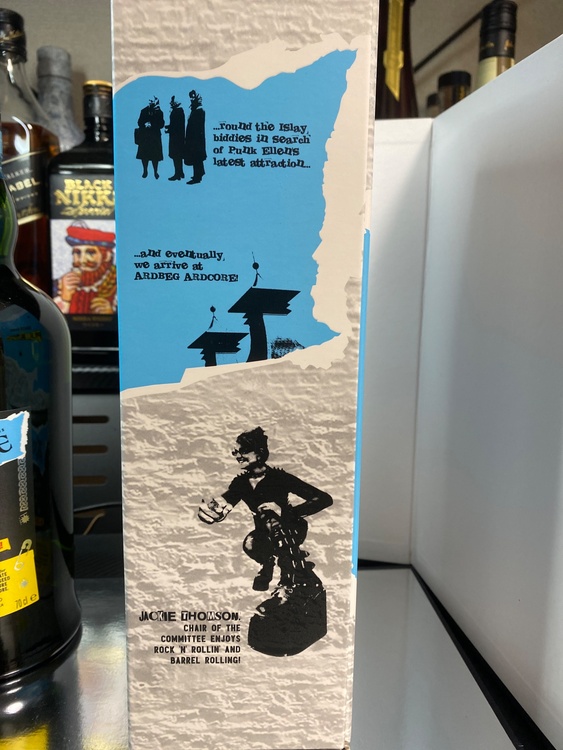 ...round the Islay
biddies in search
of Punk Ellen's
latest attraction...
...and eventually,
we arrive at
ARDBEG ARDCORE!
JACKIE THOMSON.
CHAIR OF THE
COMMITTEE ENJOYS
ROCK 'N' ROLLIN' AND
BARREL ROLLING!
BLACK
NIKKA
70cl e